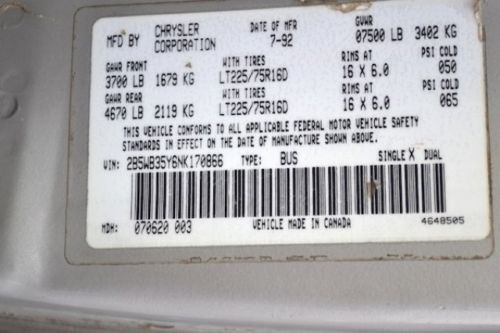 MFD BY CHRYSLER CORPORATION DATE OF MFR 7-92 GVWR 07500 LB 3402 KG
GAWR FRONT WITH TIRES RIMS AT PSI COLD
3700 LB 1679 KG LT225/75R16D 16 X 6.0 050
GAWR REAR WITH TIRES RIMS AT PSI COLD
4670 LB 2119 KG LT225/75R16D 16 X 6.0 065
THIS VEHICLE CONFORMS TO ALL APPLICABLE FEDERAL MOTOR VEHICLE SAFETY
STANDARDS IN EFFECT ON THE DATE OF MANUFACTURE SHOWN ABOVE.
VIN: 2B5WB35Y6NK170866 TYPE: BUS SINGLE X DUAL
MDH: 070620 003 VEHICLE MADE IN CANADA 4648505